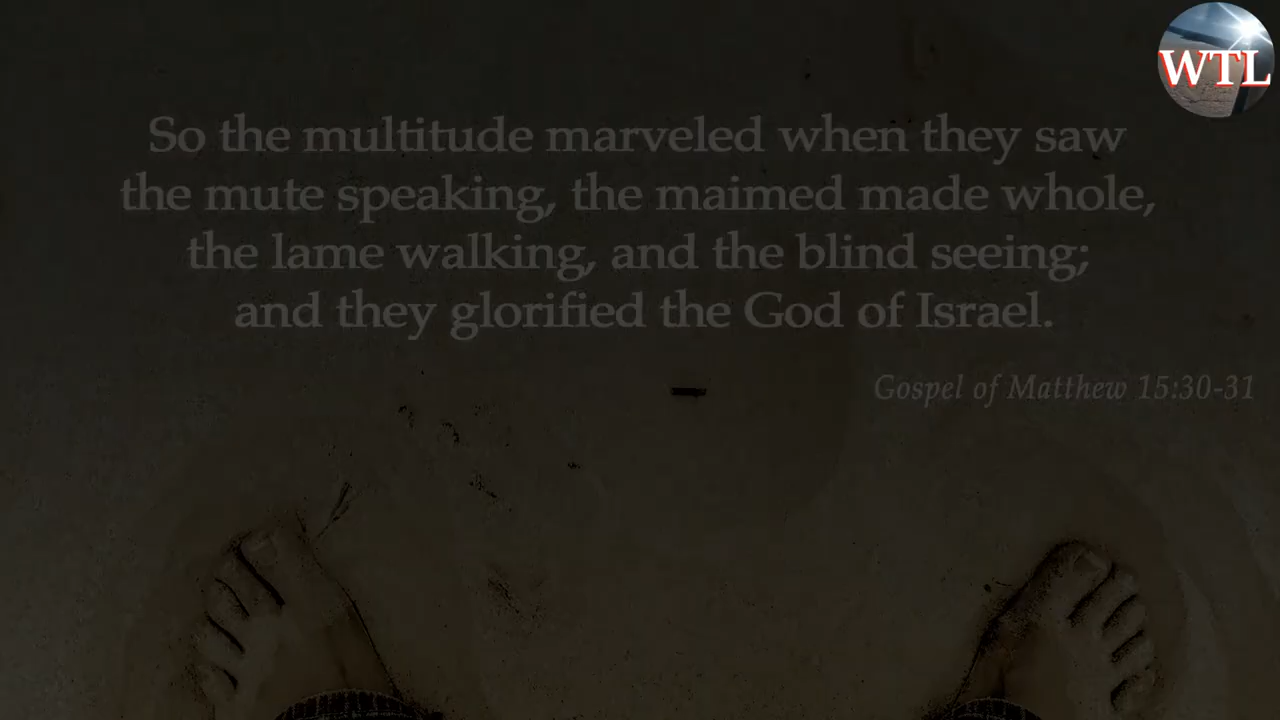 WTL
So the multitude marveled when they saw
the mute speaking, the maimed made whole,
the lame walking, and the blind seeing;
and they glorified the God of Israel.
Gospel of Matthew 15:30-31